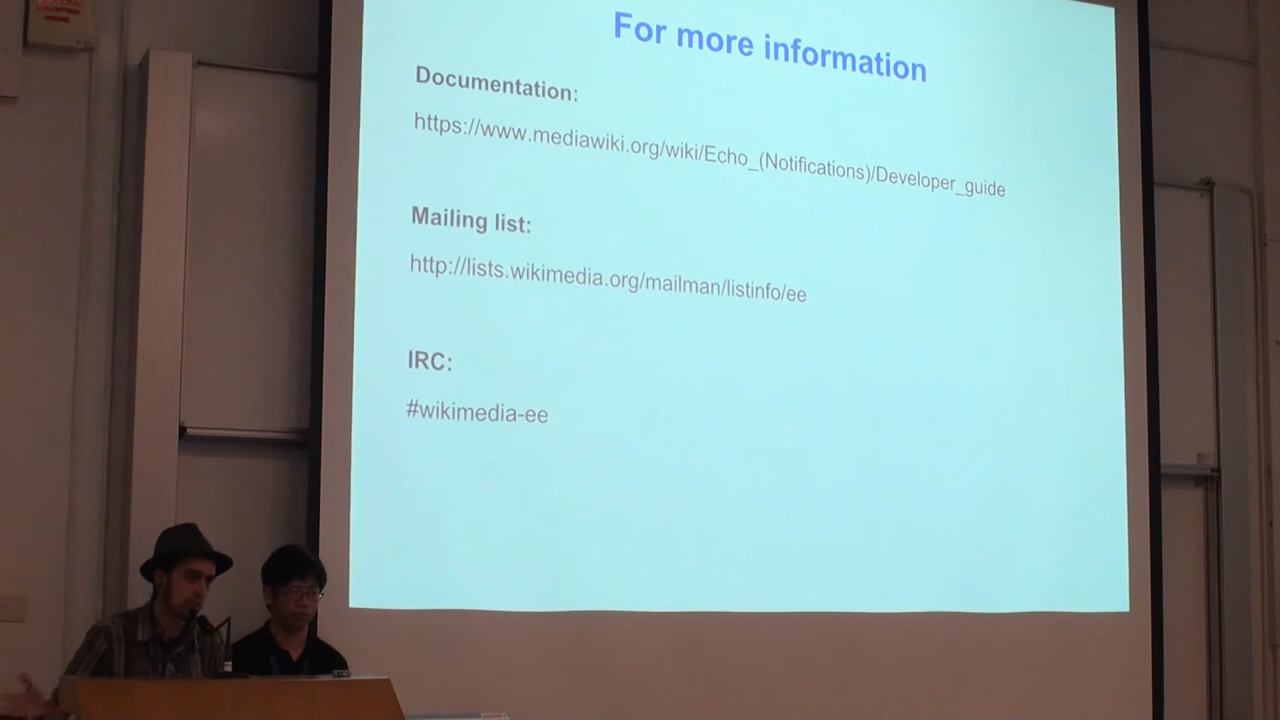 For more information
Documentation:
https://www.mediawiki.org/wiki/Echo_(Notifications)/Developer_guide
Mailing list:
http://lists.wikimedia.org/mailman/listinfo/ee
IRC:
#wikimedia-ee